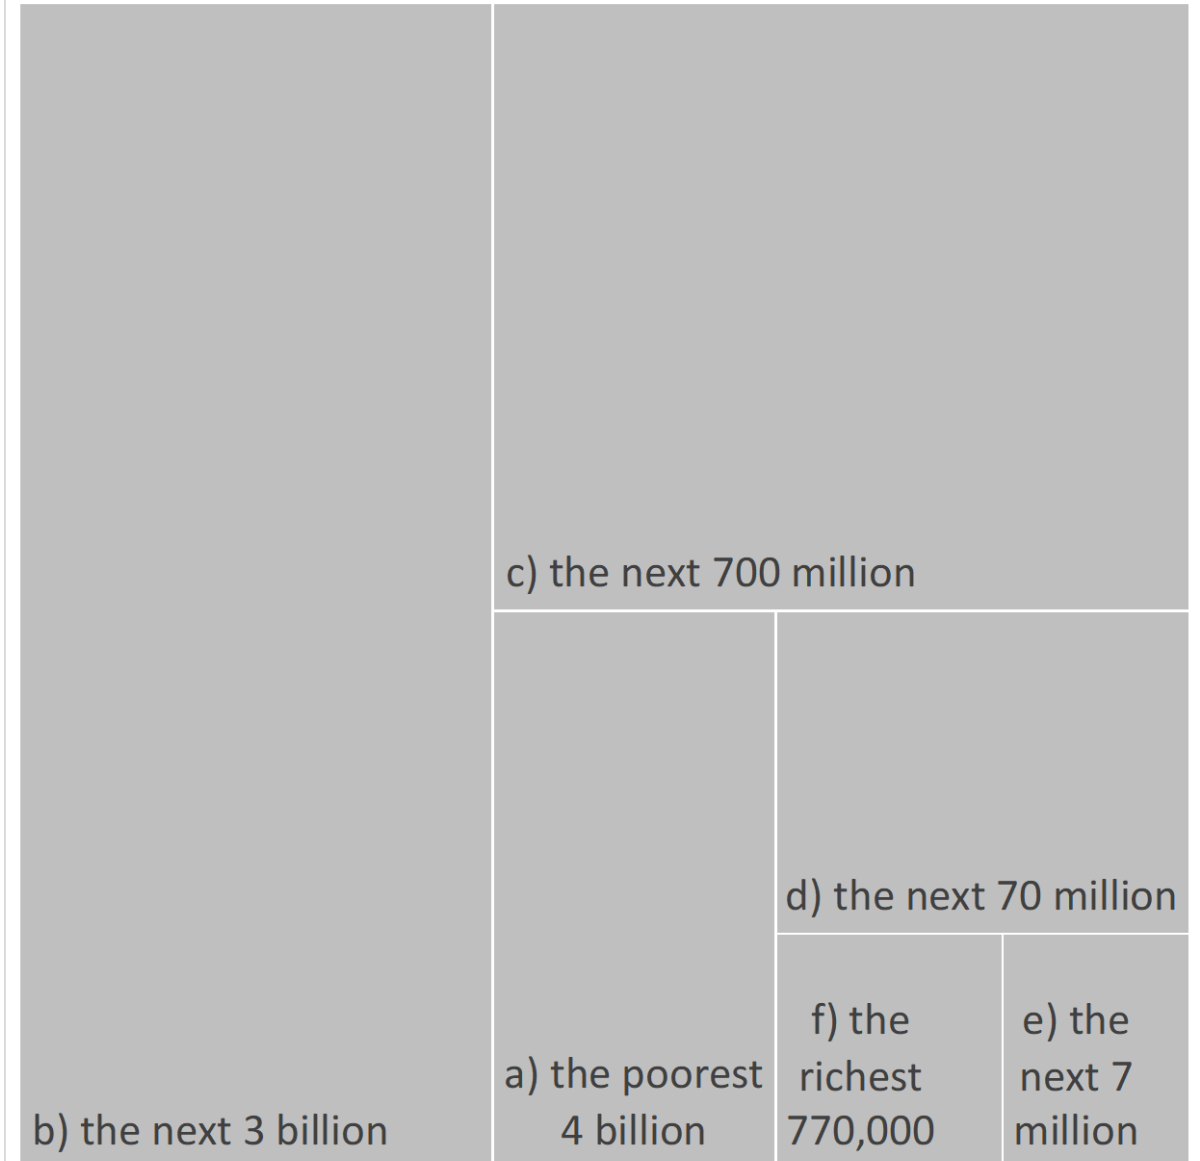 c) the next 700 million
d) the next 70 million
a) the poorest
4 billion
f) the
richest
770,000
e) the
next 7
million
b) the next 3 billion